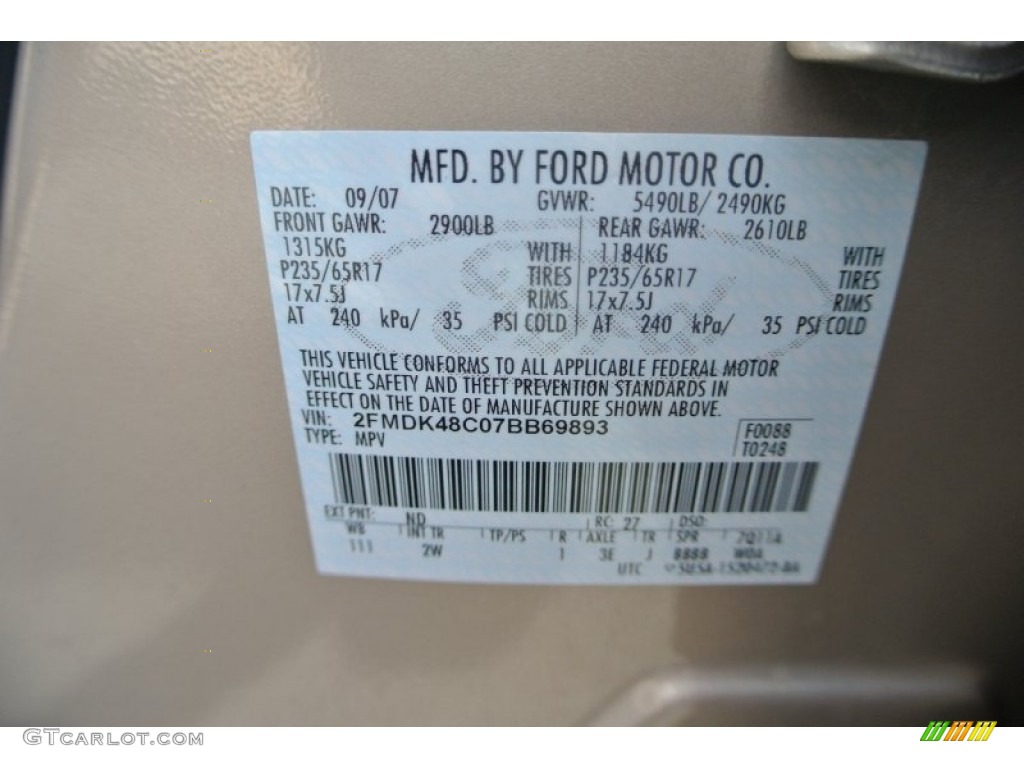 MFD. BY FORD MOTOR CO.
DATE: 09/07 GVWR: 5490LB/ 2490KG
FRONT GAWR: 2900LB REAR GAWR: 2610LB
1315KG WITH 1184KG WITH
P235/65R17 TIRES P235/65R17 TIRES
17x7.5J RIMS 17x7.5J RIMS
AT 240 kPa/ 35 PSI COLD AT 240 kPa/ 35 PSI COLD
THIS VEHICLE CONFORMS TO ALL APPLICABLE FEDERAL MOTOR
VEHICLE SAFETY AND THEFT PREVENTION STANDARDS IN
EFFECT ON THE DATE OF MANUFACTURE SHOWN ABOVE.
VIN: 2FMDK48C07BB69893
TYPE: MPV
F0088
T0248
EXT PNT: ND RC: 27 DSO:
WB INT TR TP/PS R AXLE TR SPR
111 2W 1 3E J 8888
UTC
GTCarlot.com